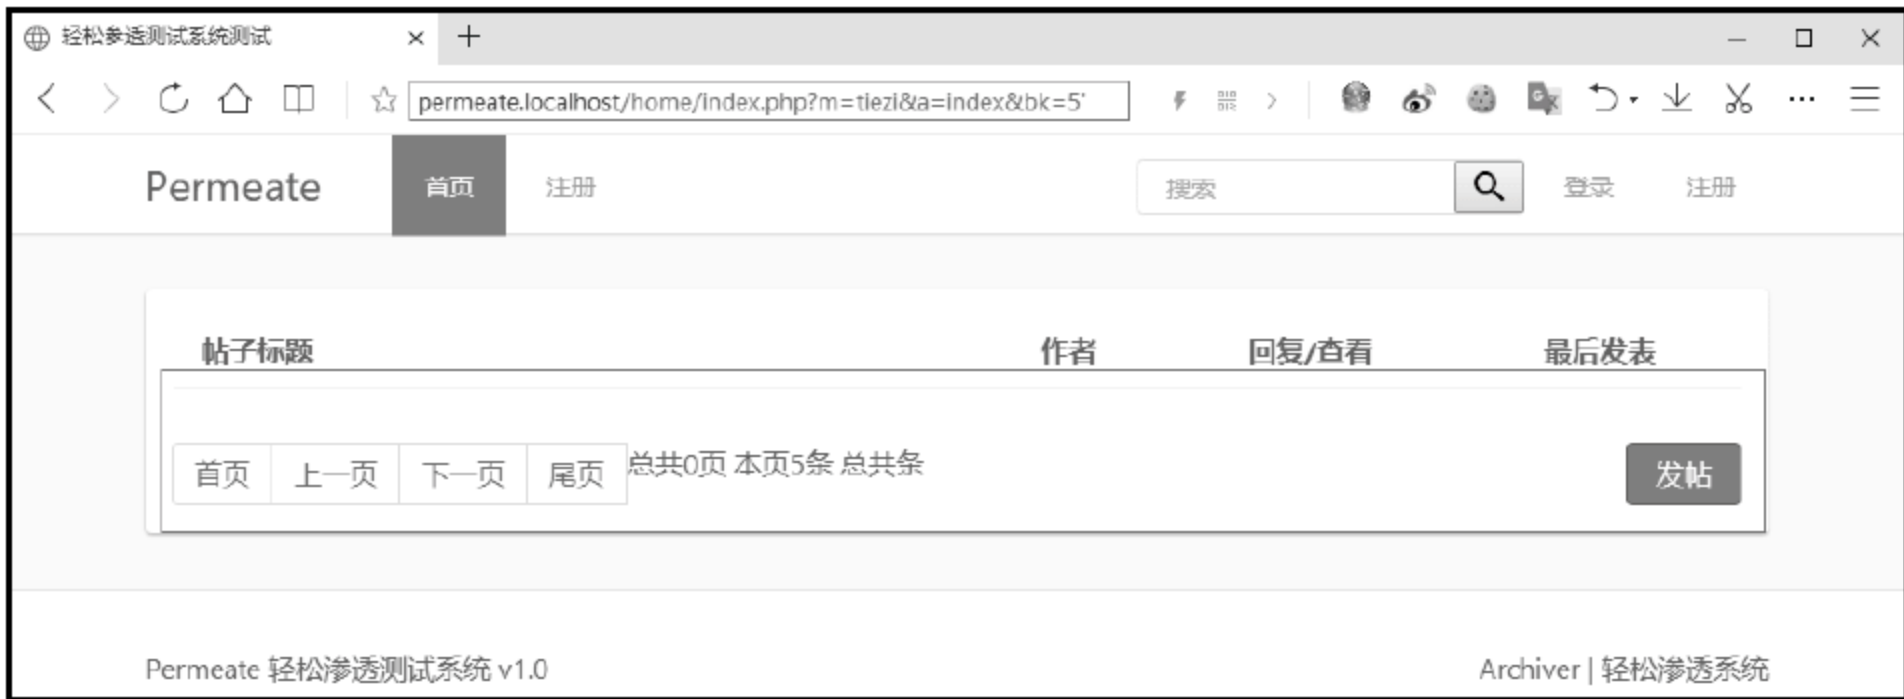 轻松参透测试系统测试
permeate.localhost/home/index.php?m=tiezi&a=index&bk=5'
Permeate 首页 注册 搜索 登录 注册
帖子标题 作者 回复/查看 最后发表
首页 上一页 下一页 尾页 总共0页 本页5条 总共条 发帖
Permeate 轻松渗透测试系统 v1.0 Archiver | 轻松渗透系统